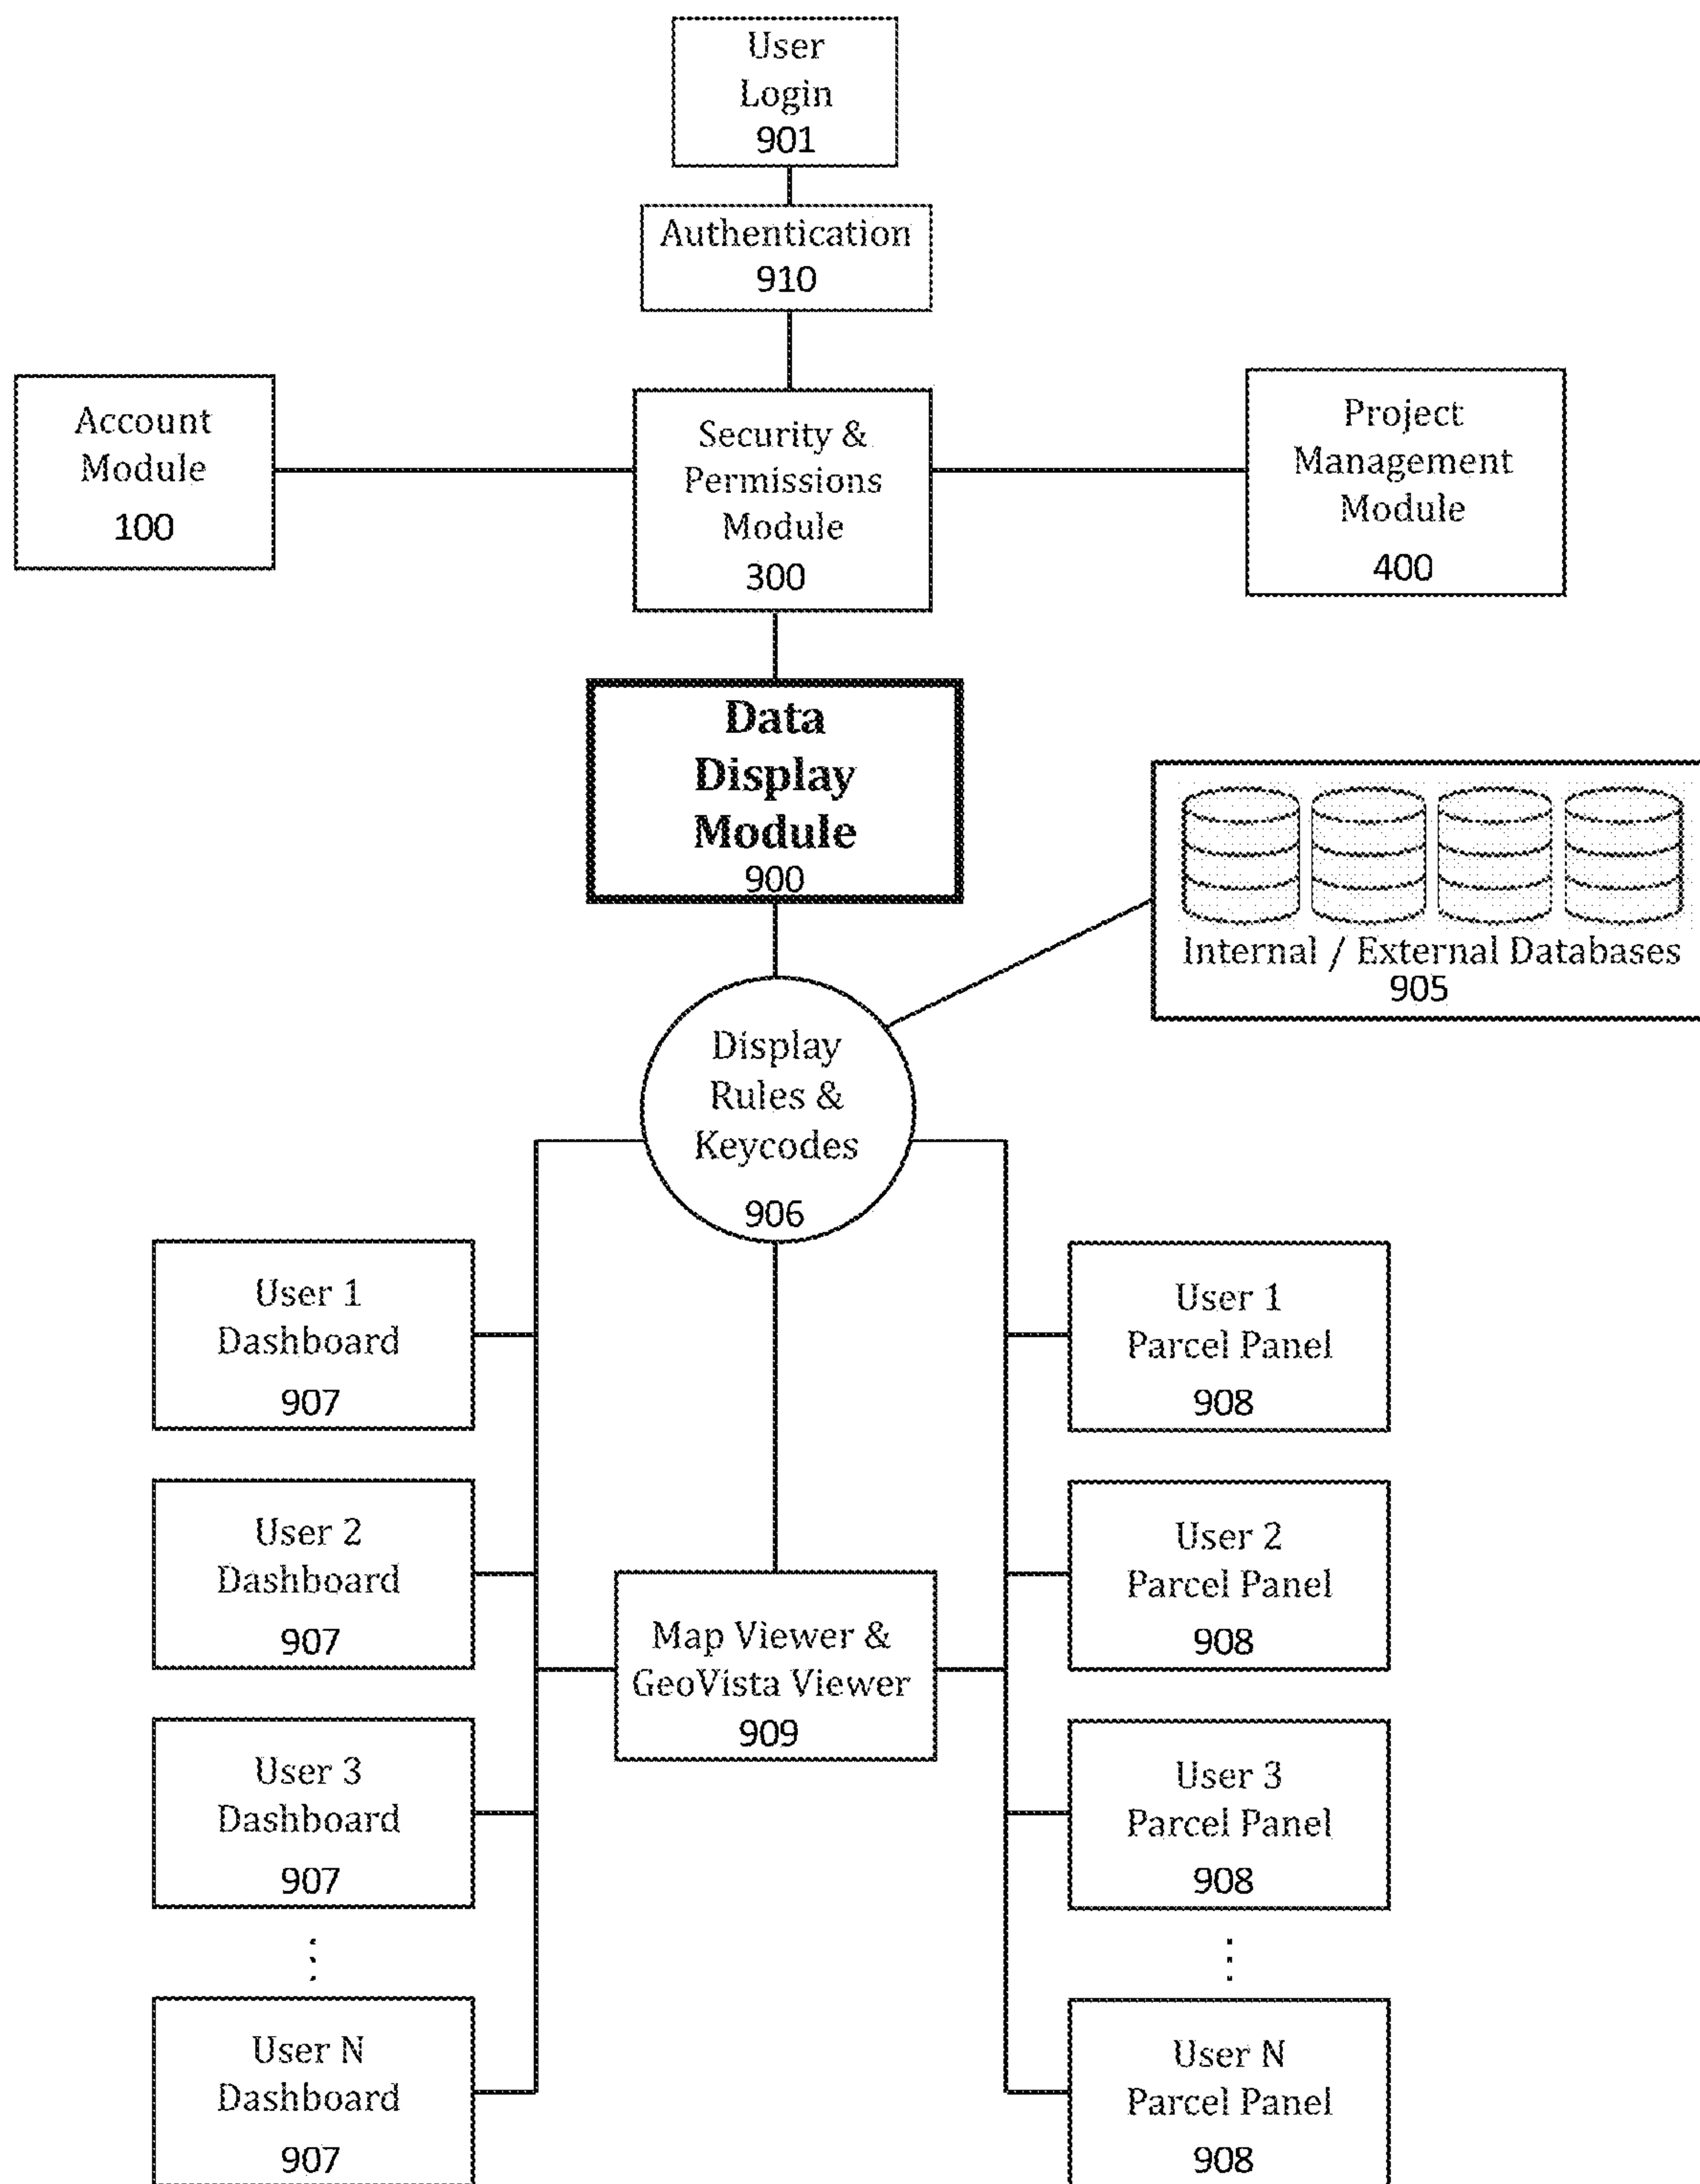 User
Login
901
Authentication
910
Account
Module
100
Security &
Permissions
Module
300
Project
Management
Module
400
Data
Display
Module
900
Internal / External Databases
905
Display
Rules &
Keycodes
906
User 1
Dashboard
907
User 1
Parcel Panel
908
User 2
Dashboard
907
User 2
Parcel Panel
908
Map Viewer &
GeoVista Viewer
909
User 3
Dashboard
907
User 3
Parcel Panel
908
User N
Dashboard
907
User N
Parcel Panel
908